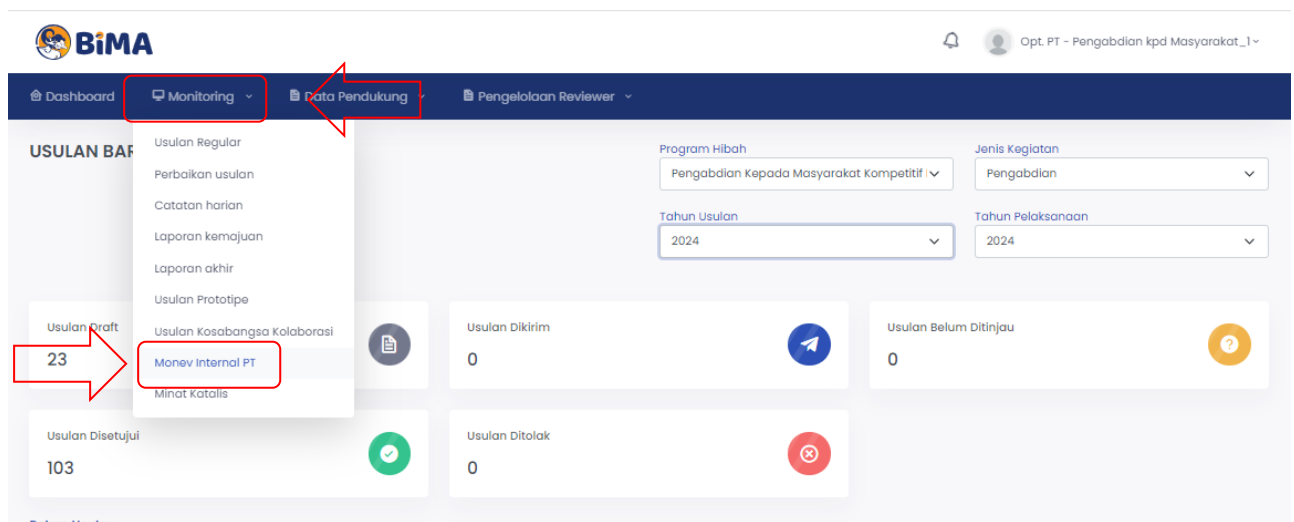 BiMA
Opt. PT - Pengabdian kpd Masyarakat_1
Dashboard
Monitoring
Data Pendukung
Pengelolaan Reviewer
USULAN
Program Hibah
Pengabdian Kepada Masyarakat Kompetitif
Jenis Kegiatan
Pengabdian
Tahun Usulan
2024
Tahun Pelaksanaan
2024
Usulan Regular
Perbaikan usulan
Catatan harian
Laporan kemajuan
Laporan akhir
Usulan Prototipe
Usulan Kosabangsa Kolaborasi
Monev Internal PT
Minat Katalis
Usulan Draft
23
Usulan Dikirim
0
Usulan Belum Ditinjau
0
Usulan Disetujui
103
Usulan Ditolak
0